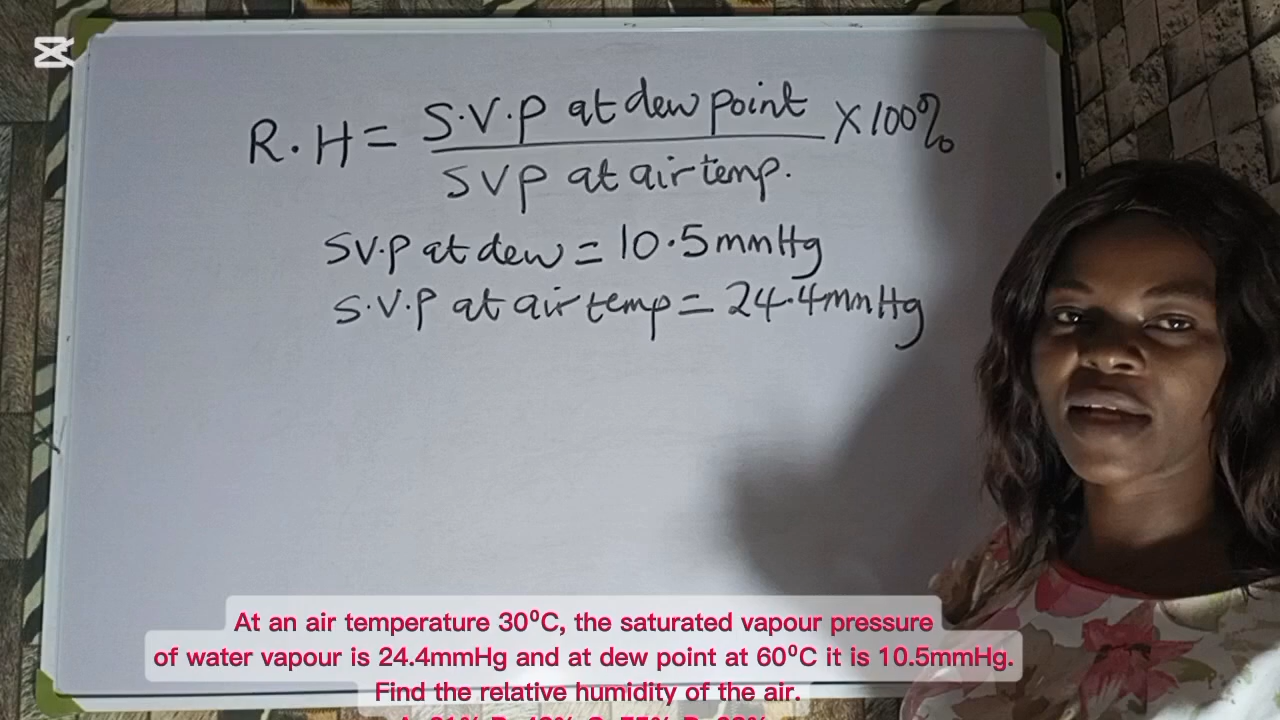 R.H = S.V.P at dew point X 100%
SVP at air temp.
SV.P at dew = 10.5mmHg
S.V.P at air temp = 24.4mmHg
At an air temperature 30⁰C, the saturated vapour pressure
of water vapour is 24.4mmHg and at dew point at 60⁰C it is 10.5mmHg.
Find the relative humidity of the air.